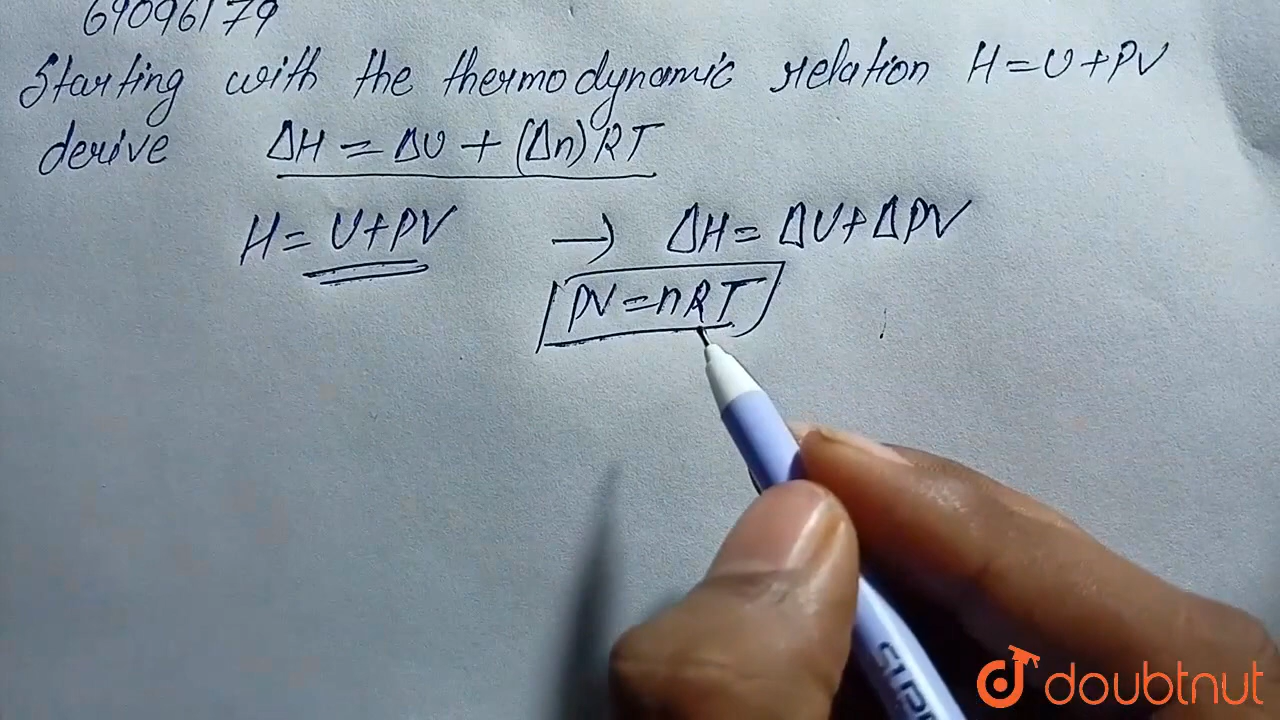 69096179
Starting with the thermodynamic relation H=U+PV
derive ΔH=ΔU+(Δn)RT
H=U+PV → ΔH=ΔU+ΔPV
PV=nRT
doubtnut